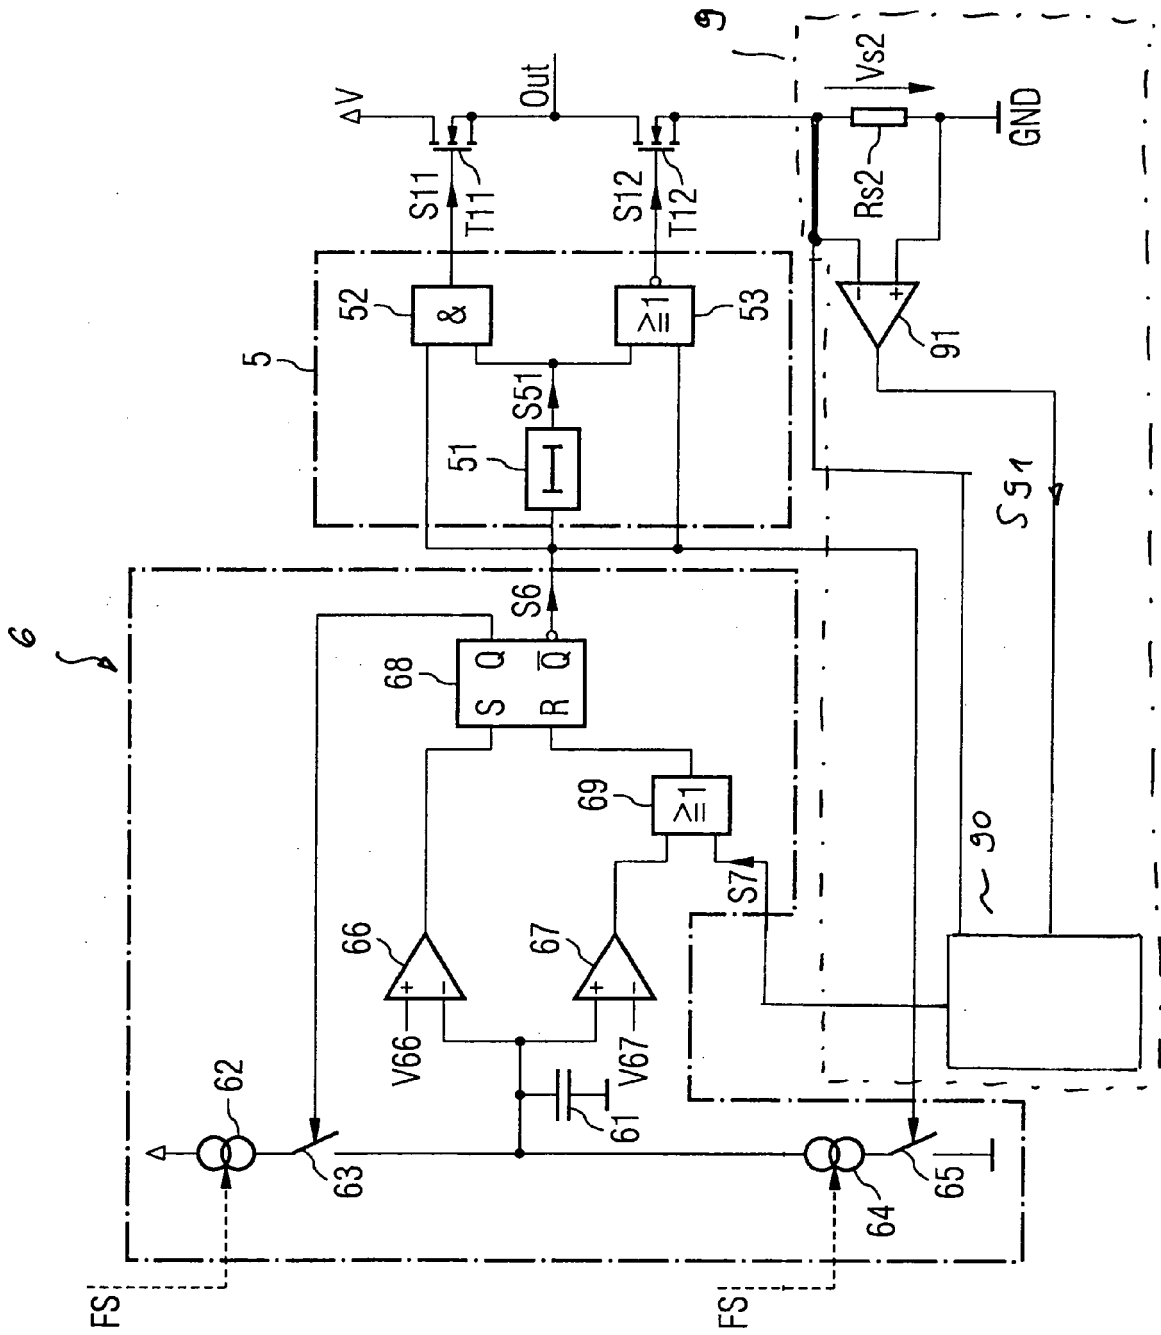 6
FS
62
63
V66
+
−
66
S
Q
68
R
Q̅
S6
61
V67
+
−
67
69
≥1
S7
FS
64
65
5
51
S51
52
&
53
≥1
S11
T11
ΔV
Out
S12
T12
9
Vs2
Rs2
GND
−
+
91
S91
90